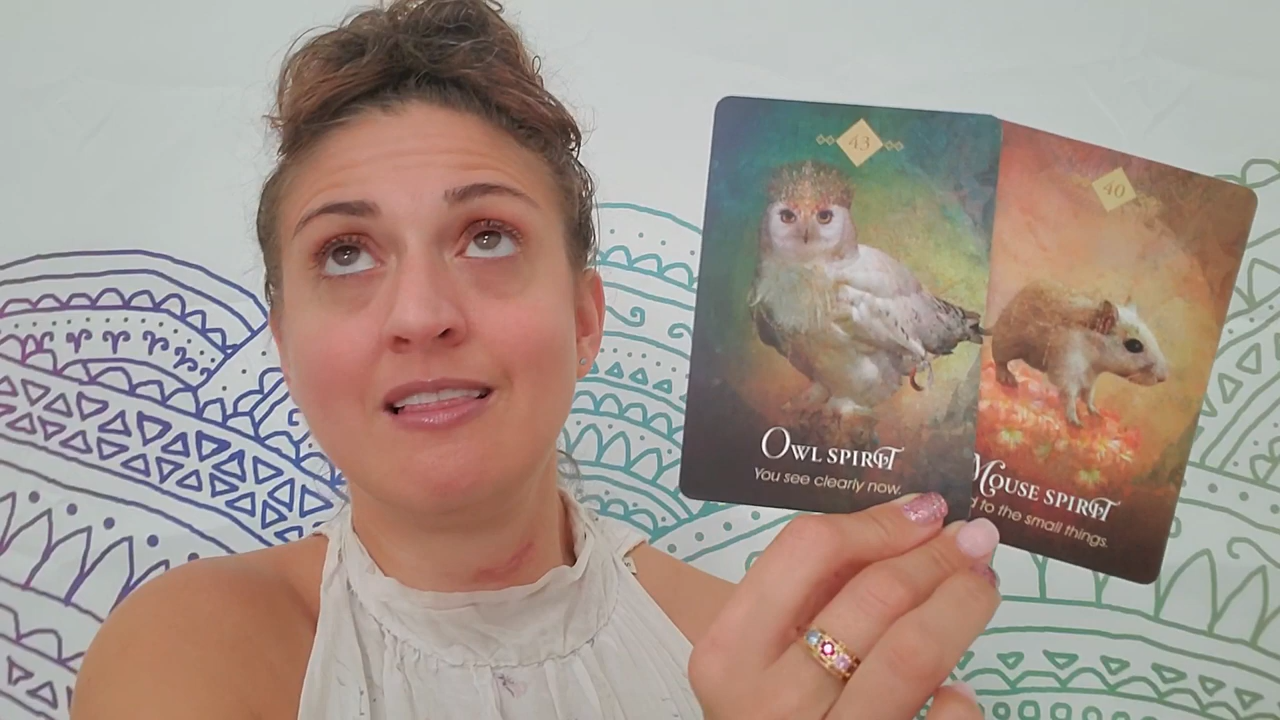 43
OWL SPIRIT
You see clearly now.
40
MOUSE SPIRIT
to the small things.